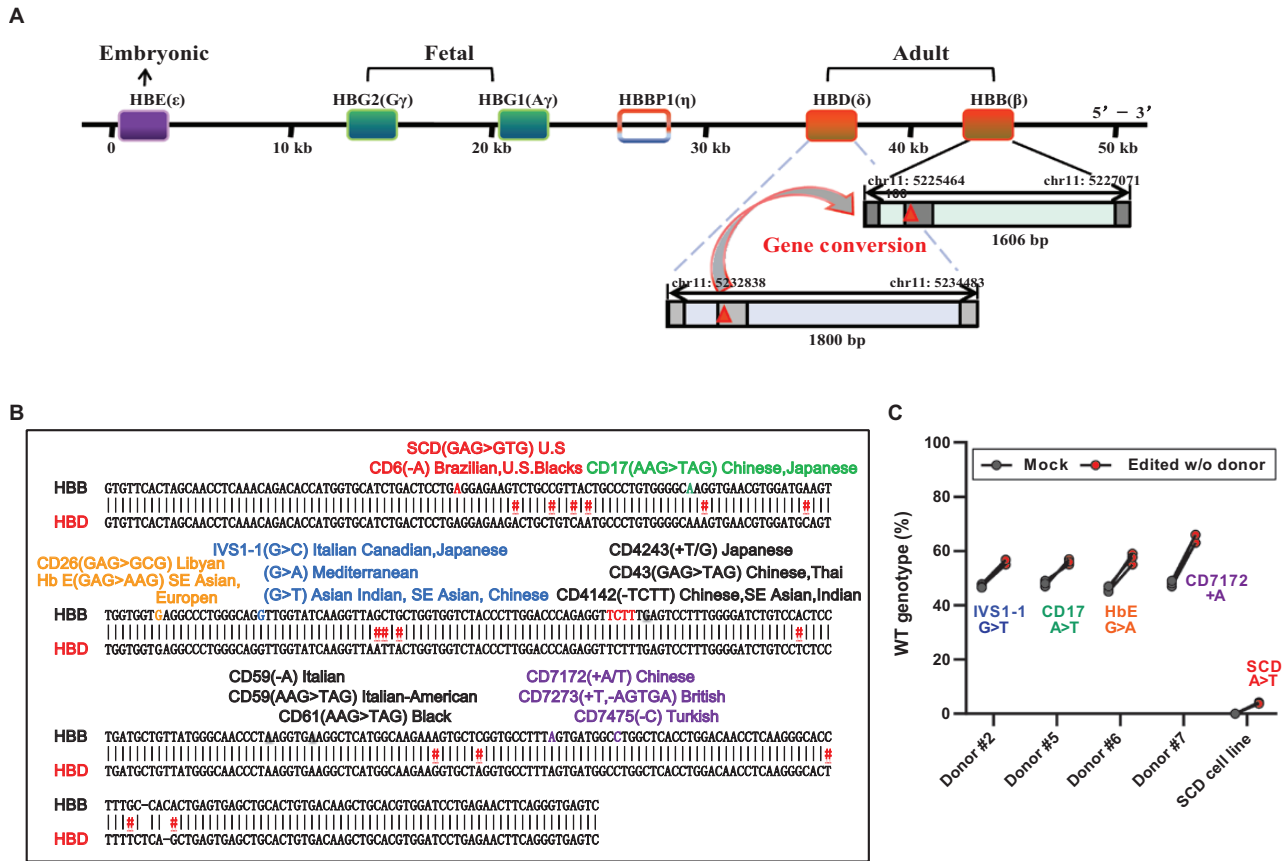 A
Embryonic
Fetal
Adult
HBE(ε)
HBG2(Gγ)
HBG1(Aγ)
HBBP1(η)
HBD(δ)
HBB(β)
5' – 3'
0
10 kb
20 kb
30 kb
40 kb
50 kb
chr11: 5225464
chr11: 5227071
100
1606 bp
Gene conversion
chr11: 5232838
chr11: 5234483
1800 bp
B
SCD(GAG>GTG) U.S
CD6(-A) Brazilian,U.S.Blacks
CD17(AAG>TAG) Chinese,Japanese
HBB GTGTTCACTAGCAACCTCAAACAGACACCATGGTGCATCTGACTCCTGAGGAGAAGTCTGCCGTTACTGCCCTGTGGGGCAAGGTGAACGTGGATGAAGT
# # # # # #
HBD GTGTTCACTAGCAACCTCAAACAGACACCATGGTGCATCTGACTCCTGAGGAGAAGACTGCTGTCAATGCCCTGTGGGGCAAAGTGAACGTGGATGCAGT
CD26(GAG>GCG) Libyan
Hb E(GAG>AAG) SE Asian,
Europen
IVS1-1(G>C) Italian Canadian,Japanese
(G>A) Mediterranean
(G>T) Asian Indian, SE Asian, Chinese
CD4243(+T/G) Japanese
CD43(GAG>TAG) Chinese,Thai
CD4142(-TCTT) Chinese,SE Asian,Indian
HBB TGGTGGTGAGGCCCTGGGCAGGTTGGTATCAAGGTTAGCTGCTGGTGGTCTACCCTTGGACCCAGAGGTTCTTTGAGTCCTTTGGGGATCTGTCCACTCC
## # #
HBD TGGTGGTGAGGCCCTGGGCAGGTTGGTATCAAGGTTAATTACTGGTGGTCTACCCTTGGACCCAGAGGTTCTTTGAGTCCTTTGGGGATCTGTCCTCTCC
CD59(-A) Italian
CD59(AAG>TAG) Italian-American
CD61(AAG>TAG) Black
CD7172(+A/T) Chinese
CD7273(+T,-AGTGA) British
CD7475(-C) Turkish
HBB TGATGCTGTTATGGGCAACCCTAAGGTGAAGGCTCATGGCAAGAAAGTGCTCGGTGCCTTTAGTGATGGCCTGGCTCACCTGGACAACCTCAAGGGCACC
# # #
HBD TGATGCTGTTATGGGCAACCCTAAGGTGAAGGCTCATGGCAAGAAGGTGCTAGGTGCCTTTAGTGATGGCCTGGCTCACCTGGACAACCTCAAGGGCACT
HBB TTTGC-CACACTGAGTGAGCTGCACTGTGACAAGCTGCACGTGGATCCTGAGAACTTCAGGGTGAGTC
# #
HBD TTTTCTCA-GCTGAGTGAGCTGCACTGTGACAAGCTGCACGTGGATCCTGAGAACTTCAGGGTGAGTC
C
WT genotype (%)
100
80
60
40
20
0
Mock
Edited w/o donor
IVS1-1
G>T
CD17
A>T
HbE
G>A
CD7172
+A
SCD
A>T
Donor #2
Donor #5
Donor #6
Donor #7
SCD cell line